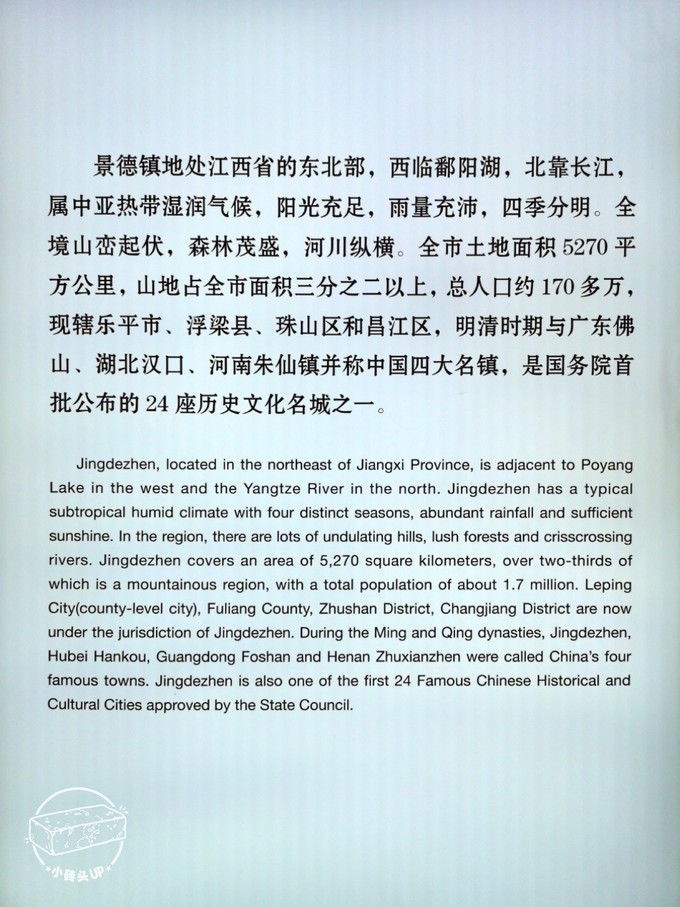 景德镇地处江西省的东北部，西临鄱阳湖，北靠长江，
属中亚热带湿润气候，阳光充足，雨量充沛，四季分明。全
境山峦起伏，森林茂盛，河川纵横。全市土地面积 5270 平
方公里，山地占全市面积三分之二以上，总人口约 170 多万，
现辖乐平市、浮梁县、珠山区和昌江区，明清时期与广东佛
山、湖北汉口、河南朱仙镇并称中国四大名镇，是国务院首
批公布的 24 座历史文化名城之一。
Jingdezhen, located in the northeast of Jiangxi Province, is adjacent to Poyang
Lake in the west and the Yangtze River in the north. Jingdezhen has a typical
subtropical humid climate with four distinct seasons, abundant rainfall and sufficient
sunshine. In the region, there are lots of undulating hills, lush forests and crisscrossing
rivers. Jingdezhen covers an area of 5,270 square kilometers, over two-thirds of
which is a mountainous region, with a total population of about 1.7 million. Leping
City(county-level city), Fuliang County, Zhushan District, Changjiang District are now
under the jurisdiction of Jingdezhen. During the Ming and Qing dynasties, Jingdezhen,
Hubei Hankou, Guangdong Foshan and Henan Zhuxianzhen were called China's four
famous towns. Jingdezhen is also one of the first 24 Famous Chinese Historical and
Cultural Cities approved by the State Council.
小砖头UP